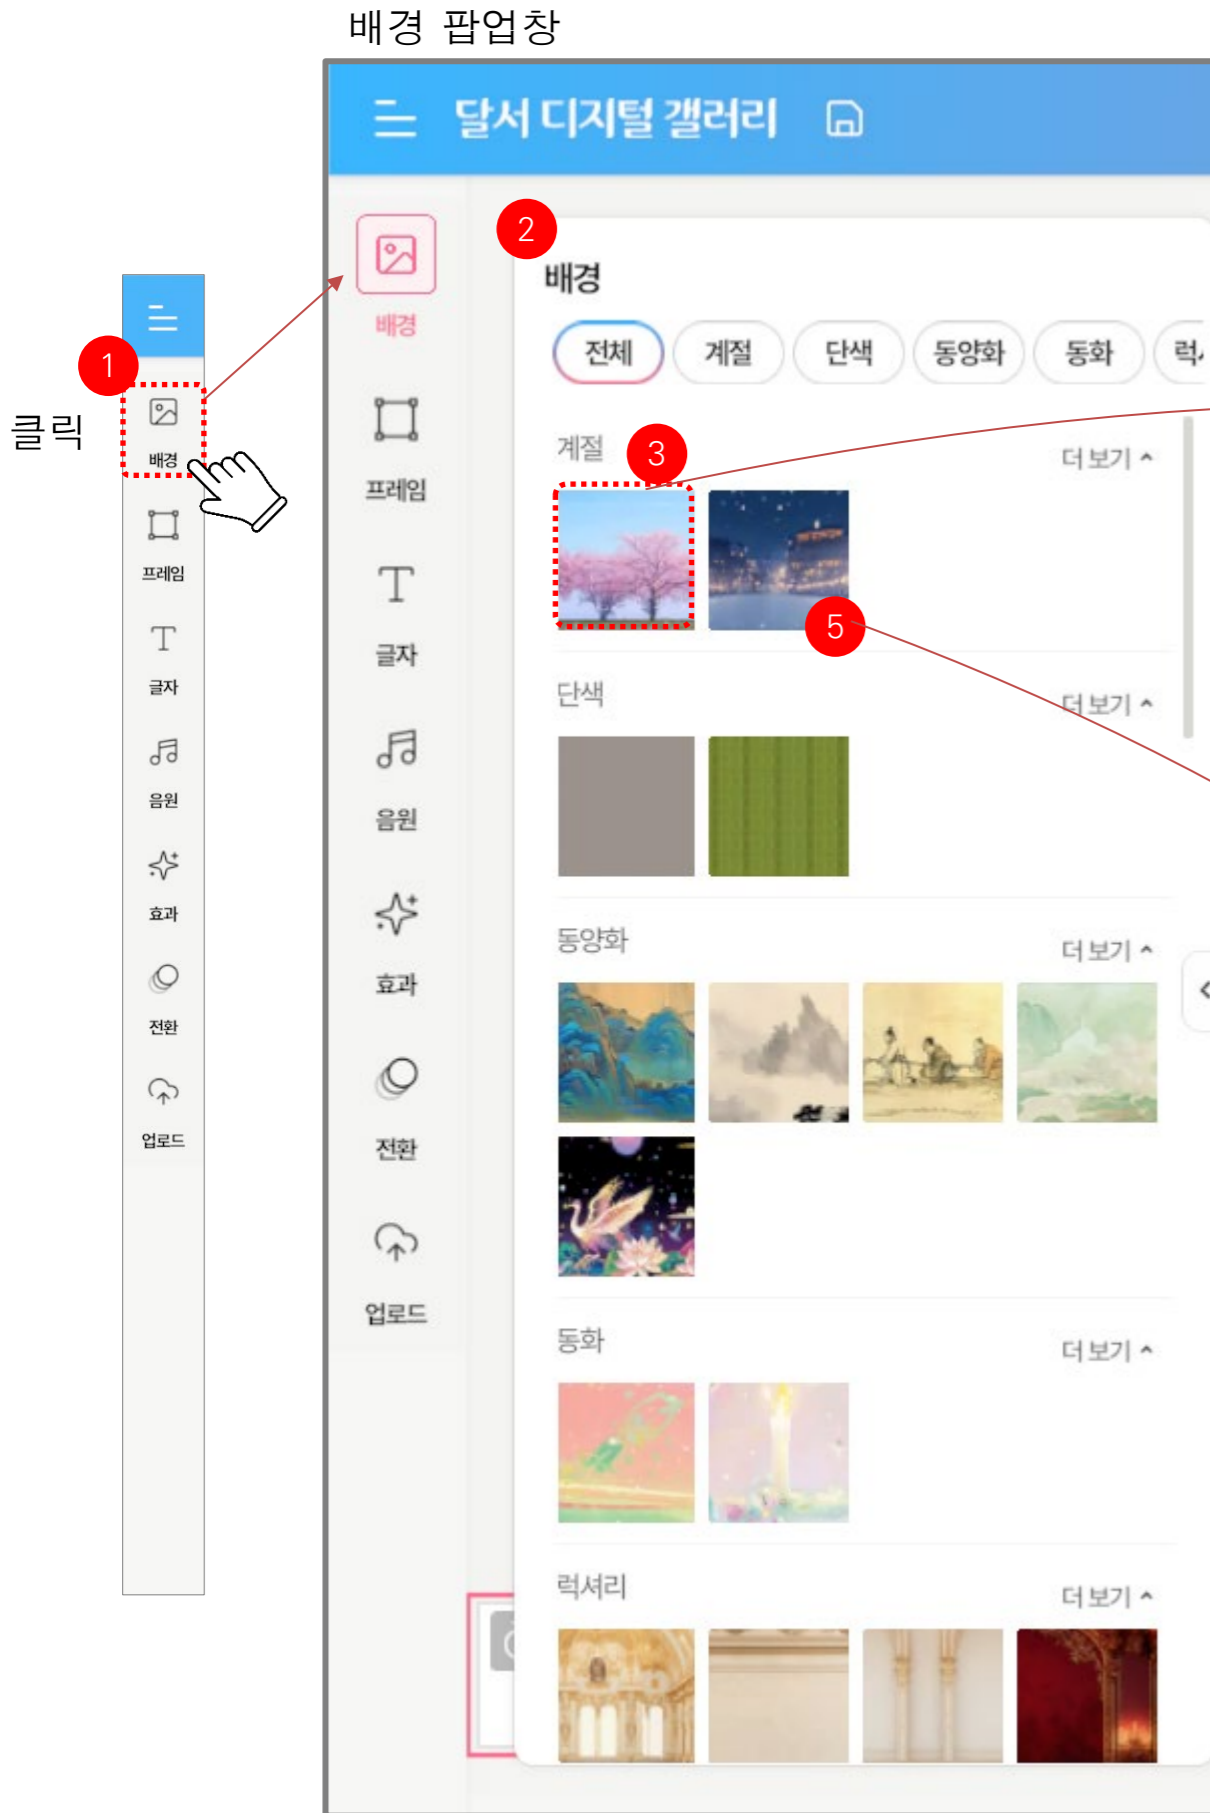 배경 팝업창
달서 디지털 갤러리
1
클릭
배경
프레임
글자
음원
효과
전환
업로드
배경
프레임
글자
음원
효과
전환
업로드
2
배경
전체 계절 단색 동양화 동화 럭
계절 3 더 보기
5
단색 더 보기
동양화 더 보기
동화 더 보기
럭셔리 더 보기